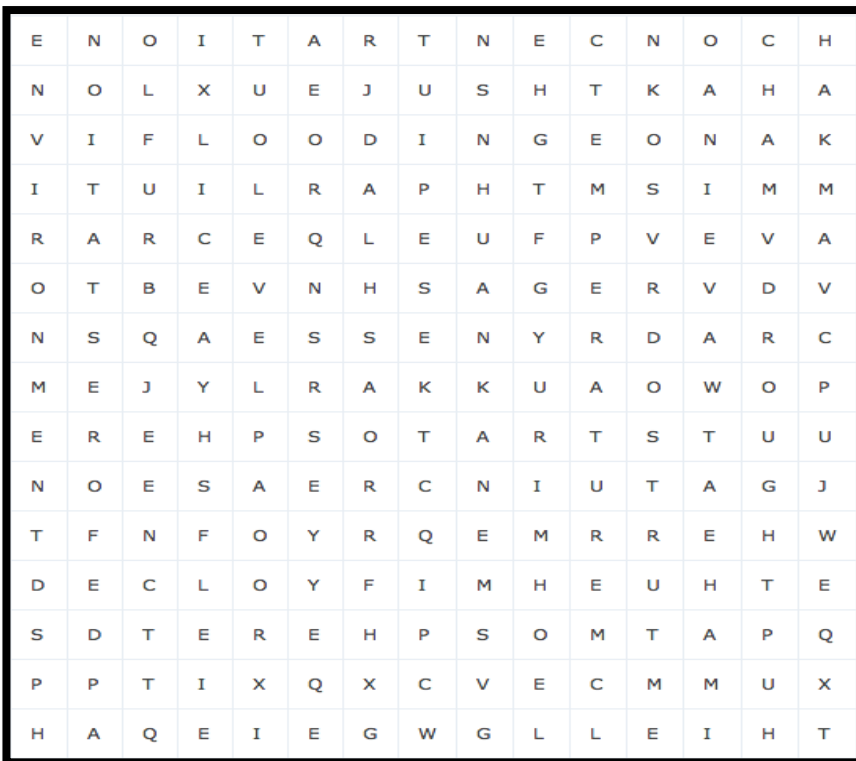 E N O I T A R T N E C N O C H
N O L X U E J U S H T K A H A
V I F L O O D I N G E O N A K
I T U I L R A P H T M S I M M
R A R C E Q L E U F P V E V A
O T B E V N H S A G E R V D V
N S Q A E S S E N Y R D A R C
M E J Y L R A K K U A O W O P
E R E H P S O T A R T S T U U
N O E S A E R C N I U T A G J
T F N F O Y R Q E M R R E H W
D E C L O Y F I M H E U H T E
S D T E R E H P S O M T A P Q
P P T I X Q X C V E C M M U X
H A Q E I E G W G L L E I H T